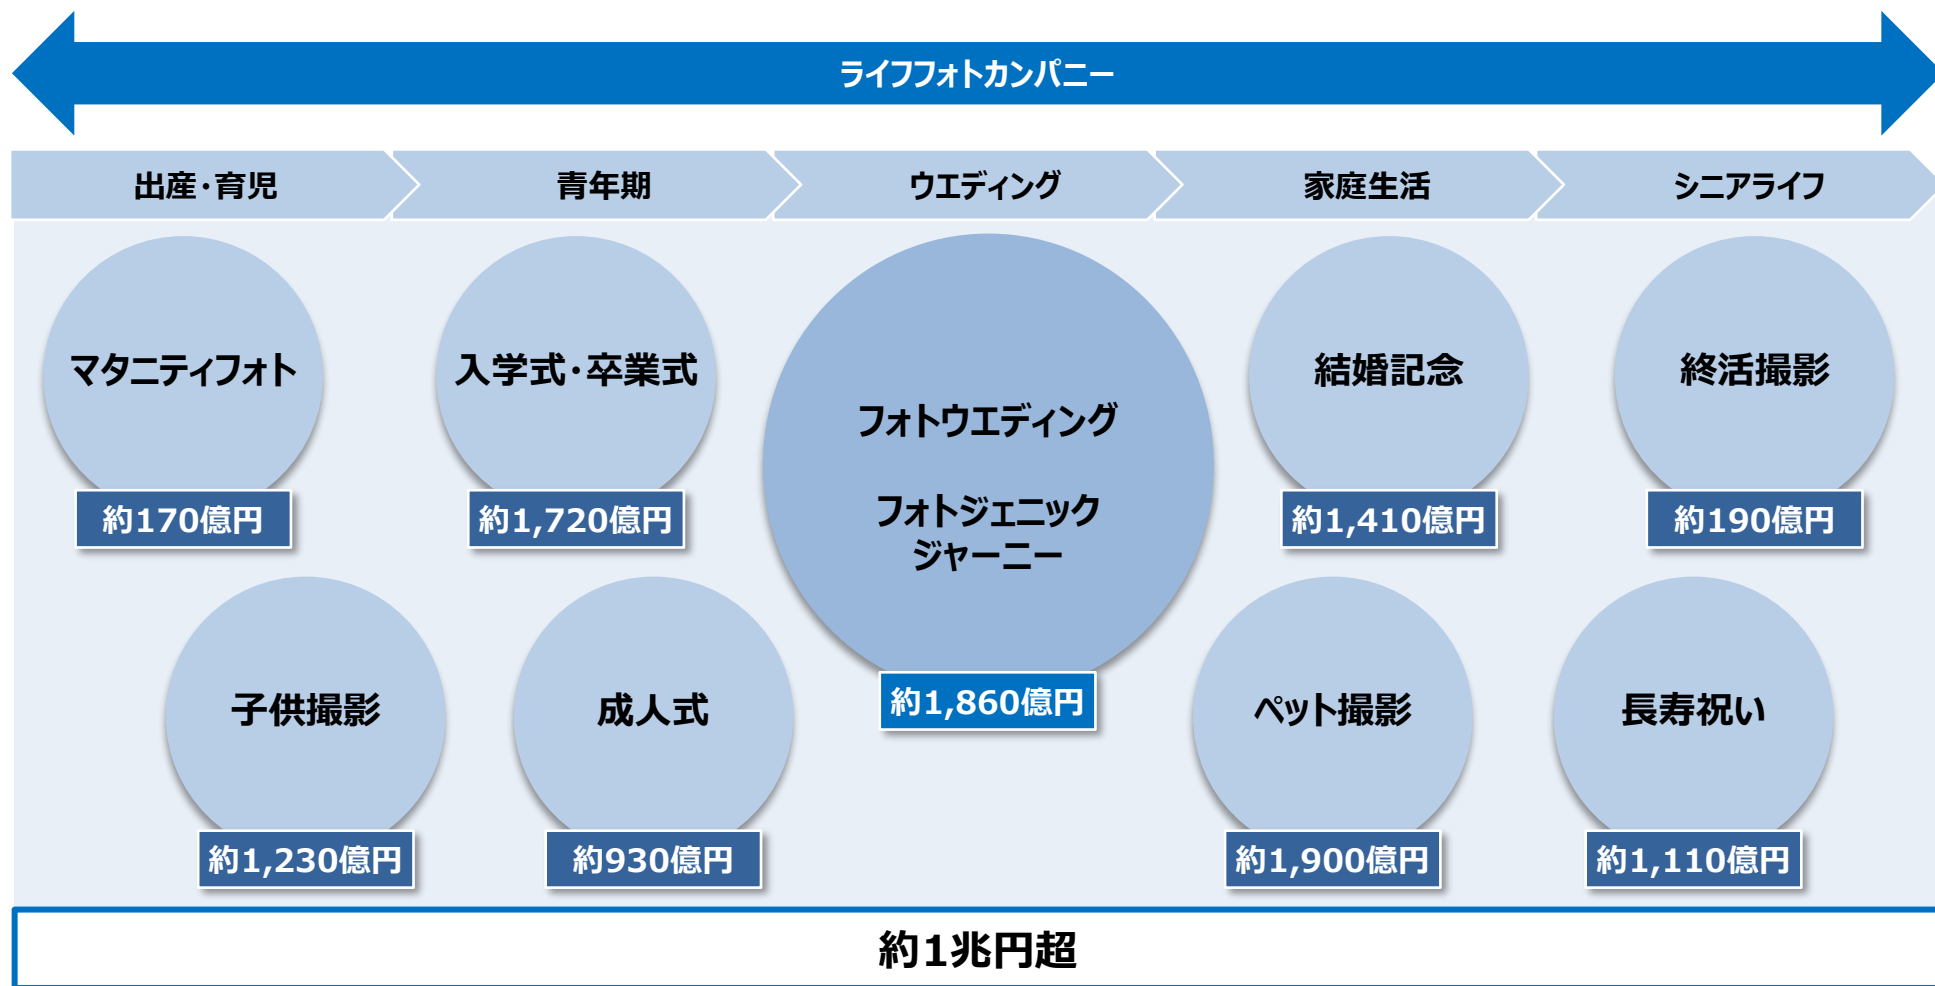 ライフフォトカンパニー
出産・育児
青年期
ウエディング
家庭生活
シニアライフ
マタニティフォト
約170億円
入学式・卒業式
約1,720億円
フォトウエディング
フォトジェニック
ジャーニー
約1,860億円
結婚記念
約1,410億円
終活撮影
約190億円
子供撮影
約1,230億円
成人式
約930億円
ペット撮影
約1,900億円
長寿祝い
約1,110億円
約1兆円超